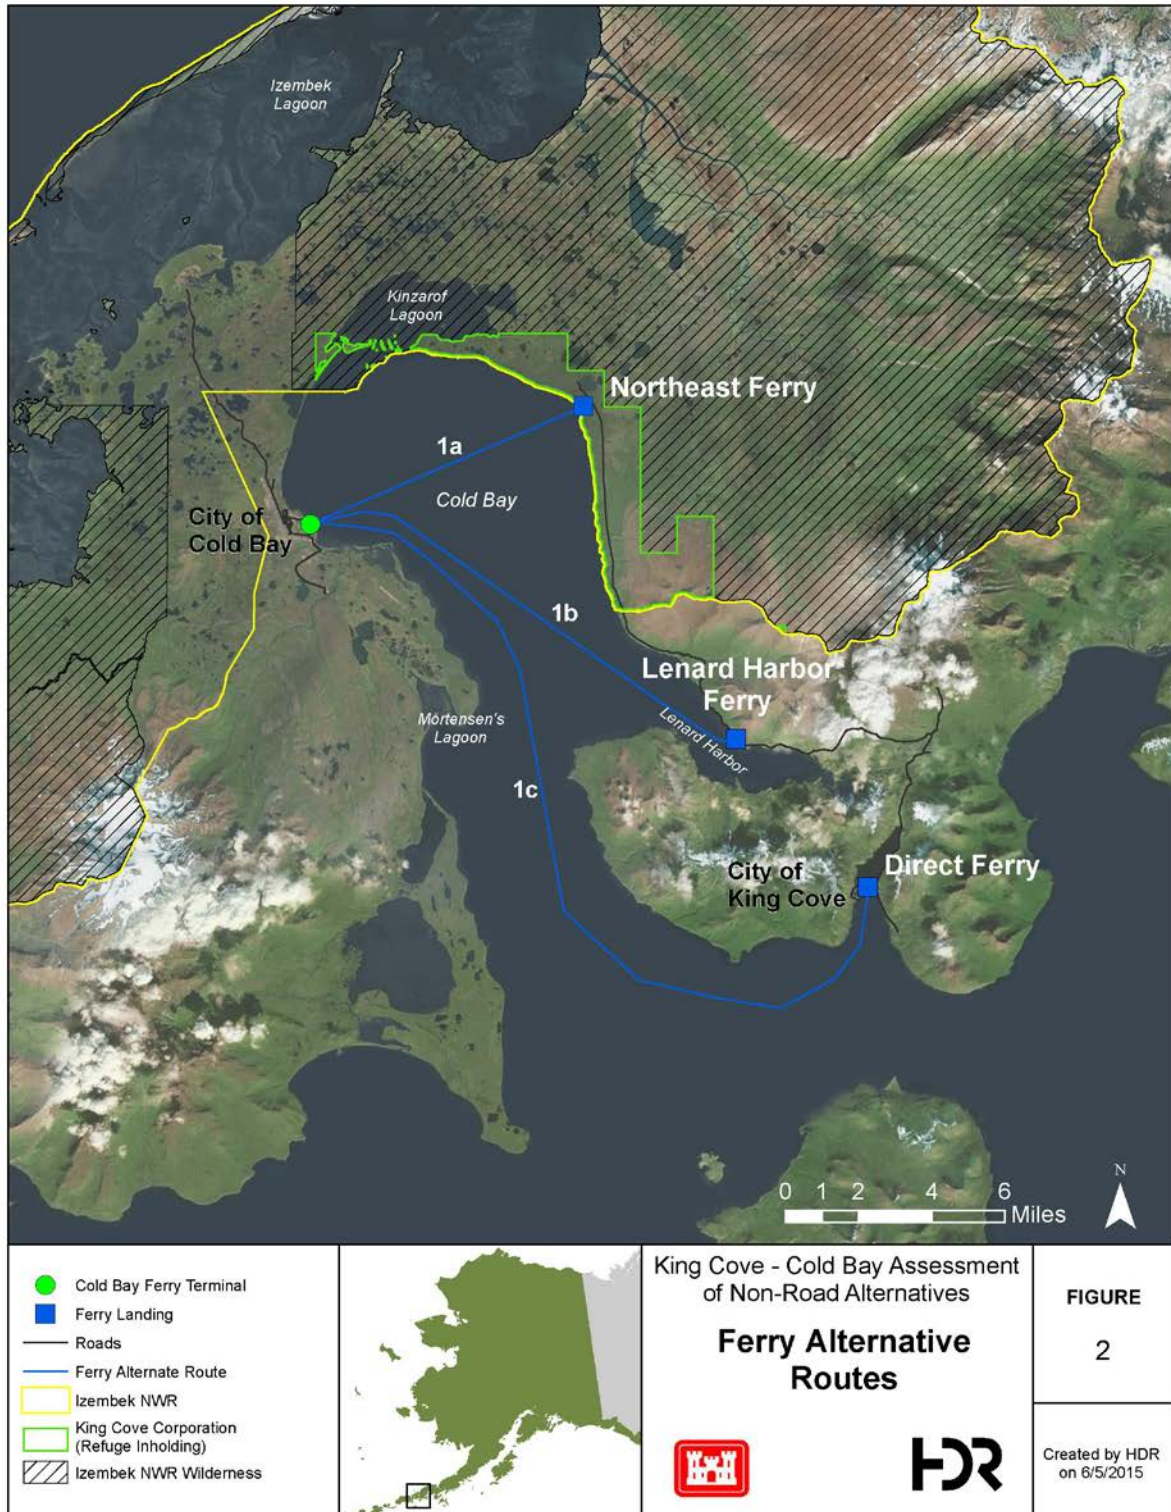 Izembek
Lagoon
Kinzarof
Lagoon
Northeast Ferry
1a
Cold Bay
City of
Cold Bay
1b
Lenard Harbor
Ferry
Mortensen's
Lagoon
Lenard Harbor
1c
Direct Ferry
City of
King Cove
N
0 1 2 4 6
Miles
Cold Bay Ferry Terminal
Ferry Landing
Roads
Ferry Alternate Route
Izembek NWR
King Cove Corporation
(Refuge Inholding)
Izembek NWR Wilderness
King Cove - Cold Bay Assessment
of Non-Road Alternatives
Ferry Alternative
Routes
HDR
FIGURE
2
Created by HDR
on 6/5/2015